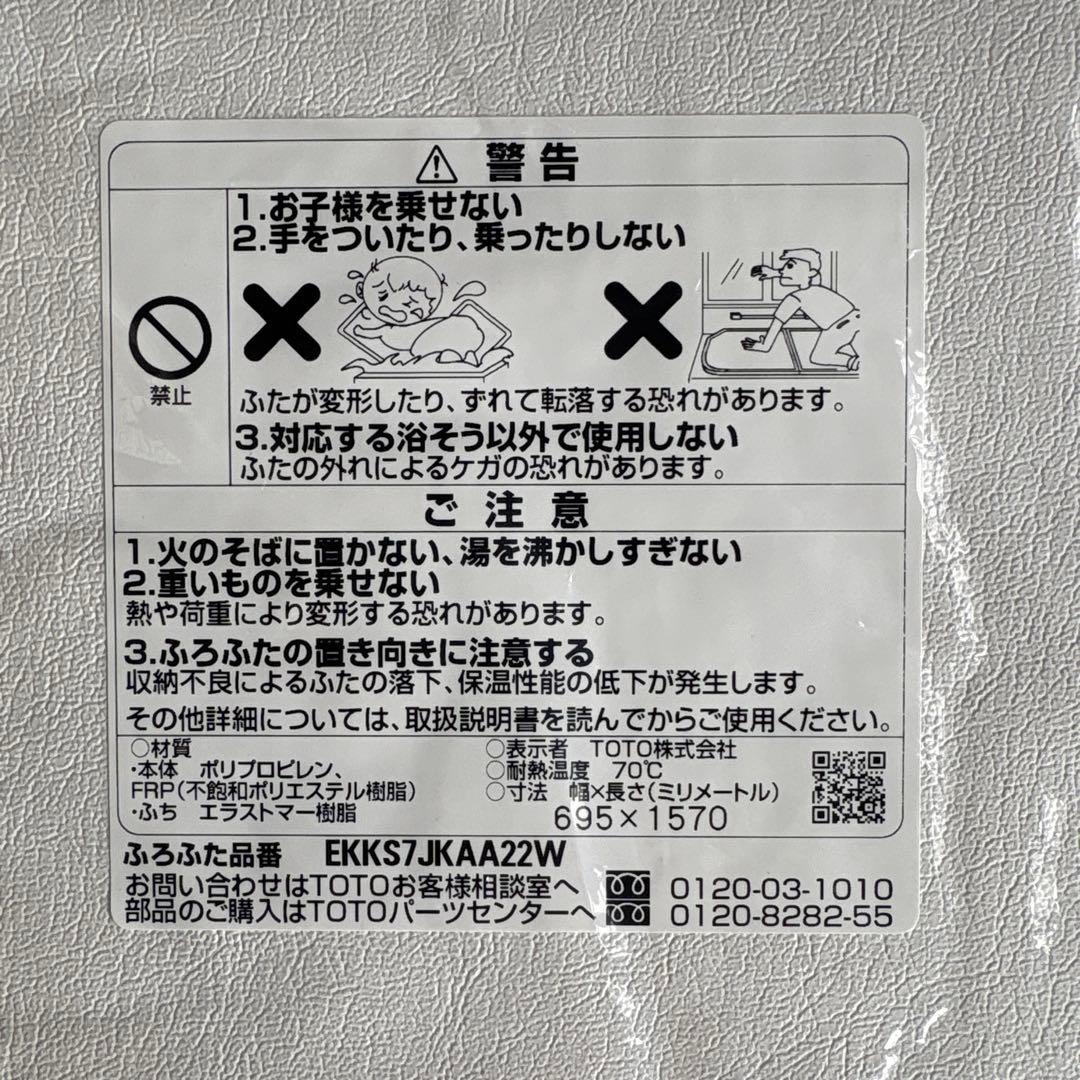 警告
禁止
1.お子様を乗せない
2.手をついたり、乗ったりしない
ふたが変形したり、ずれて転落する恐れがあります。
3.対応する浴そう以外で使用しない
ふたの外れによるケガの恐れがあります。
ご注意
1.火のそばに置かない、湯を沸かしすぎない
2.重いものを乗せない
熱や荷重により変形する恐れがあります。
3.ふろふたの置き向きに注意する
収納不良によるふたの落下、保温性能の低下が発生します。
その他詳細については、取扱説明書を読んでからご使用ください。
○材質
・本体 ポリプロピレン、
FRP(不飽和ポリエステル樹脂)
・ふち エラストマー樹脂
○表示者 TOTO株式会社
○耐熱温度 70℃
○寸法 幅×長さ(ミリメートル)
695×1570
ふろふた品番 EKKS7JKAA22W
お問い合わせはTOTOお客様相談室へ 0120-03-1010
部品のご購入はTOTOパーツセンターへ 0120-8282-55